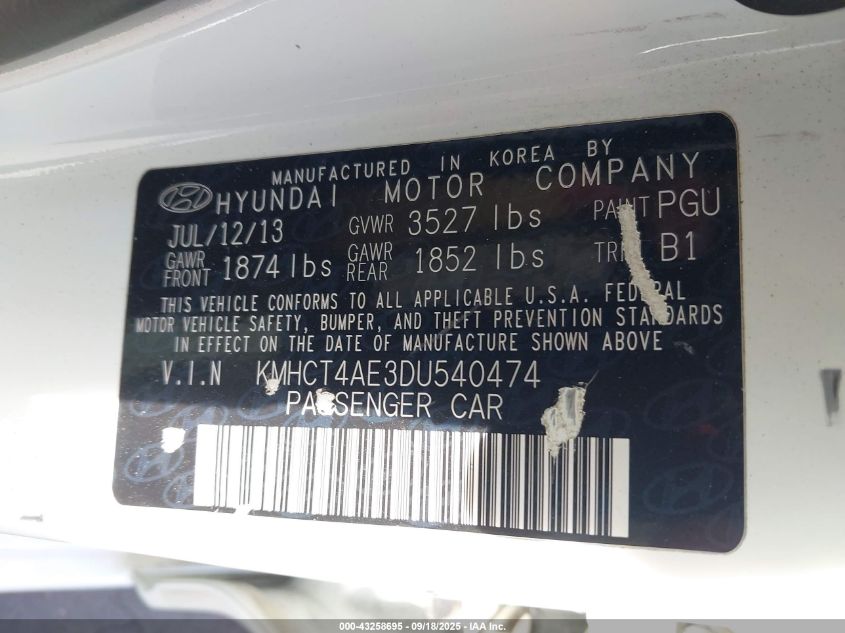 MANUFACTURED IN KOREA BY
HYUNDAI MOTOR COMPANY
JUL/12/13 GVWR 3527 lbs PAINT PGU
GAWR FRONT 1874 lbs GAWR REAR 1852 lbs TRIM B1
THIS VEHICLE CONFORMS TO ALL APPLICABLE U.S.A. FEDERAL
MOTOR VEHICLE SAFETY, BUMPER, AND THEFT PREVENTION STANDARDS
IN EFFECT ON THE DATE OF MANUFACTURE SHOWN ABOVE
V.I.N KMHCT4AE3DU540474
PASSENGER CAR
000-43258695 - 09/18/2025 - IAA, Inc.